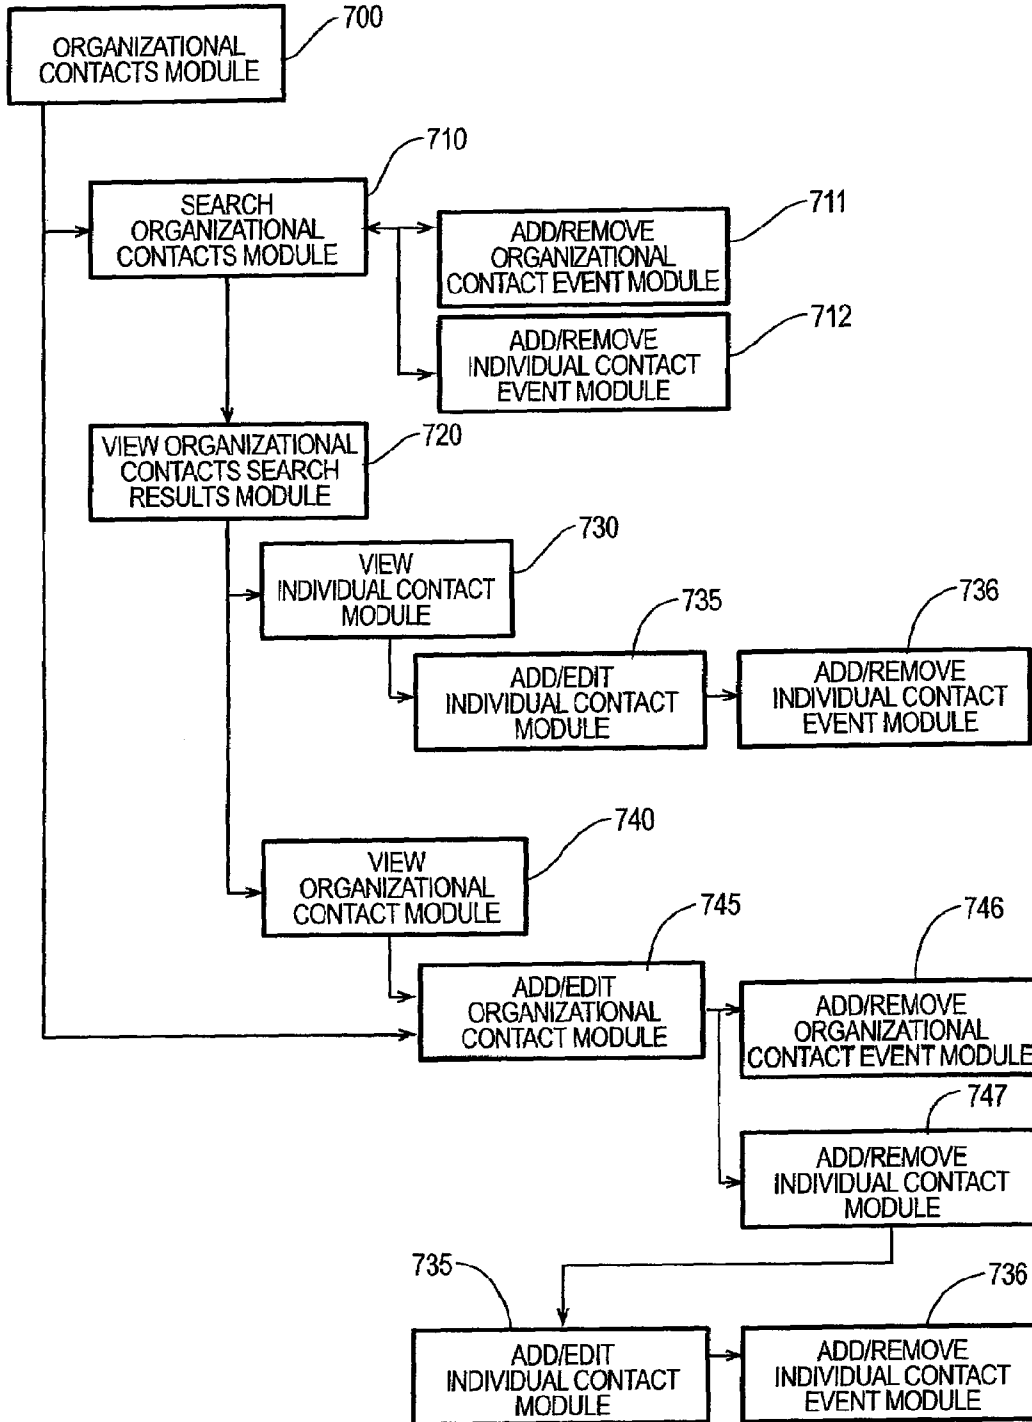 700
ORGANIZATIONAL
CONTACTS MODULE
710
SEARCH
ORGANIZATIONAL
CONTACTS MODULE
711
ADD/REMOVE
ORGANIZATIONAL
CONTACT EVENT MODULE
712
ADD/REMOVE
INDIVIDUAL CONTACT
EVENT MODULE
720
VIEW ORGANIZATIONAL
CONTACTS SEARCH
RESULTS MODULE
730
VIEW
INDIVIDUAL CONTACT
MODULE
735
ADD/EDIT
INDIVIDUAL CONTACT
MODULE
736
ADD/REMOVE
INDIVIDUAL CONTACT
EVENT MODULE
740
VIEW
ORGANIZATIONAL
CONTACT MODULE
745
ADD/EDIT
ORGANIZATIONAL
CONTACT MODULE
746
ADD/REMOVE
ORGANIZATIONAL
CONTACT EVENT MODULE
747
ADD/REMOVE
INDIVIDUAL CONTACT
MODULE
735
ADD/EDIT
INDIVIDUAL CONTACT
MODULE
736
ADD/REMOVE
INDIVIDUAL CONTACT
EVENT MODULE